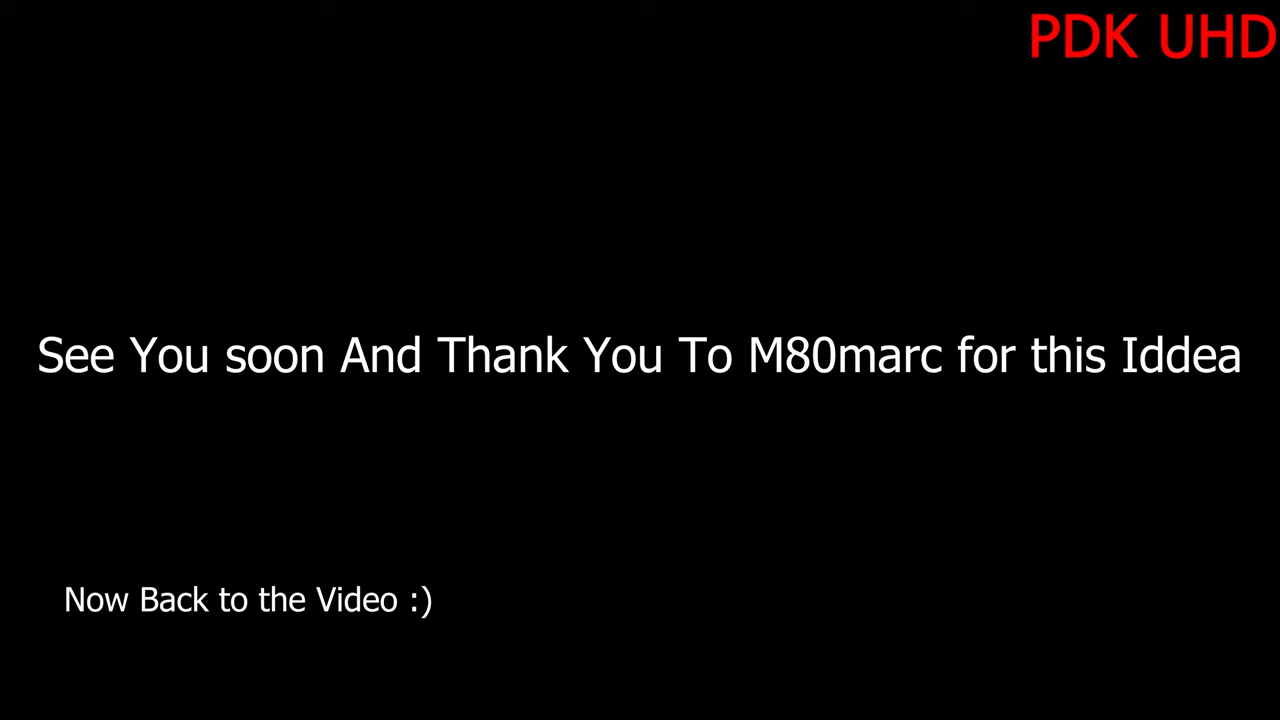 PDK UHD
See You soon And Thank You To M80marc for this Iddea
Now Back to the Video :)